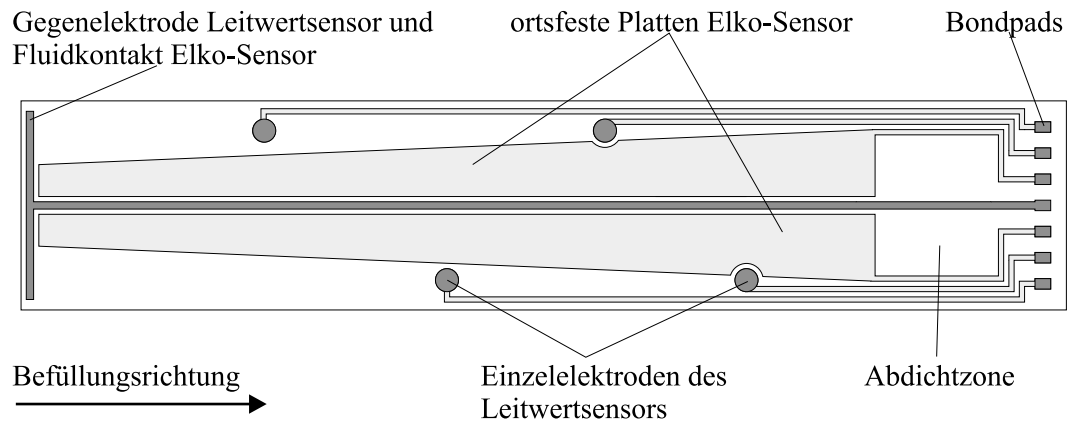 Gegenelektrode Leitwertsensor und
Fluidkontakt Elko-Sensor
ortsfeste Platten Elko-Sensor
Bondpads
Befüllungsrichtung
Einzelelektroden des
Leitwertsensors
Abdichtzone